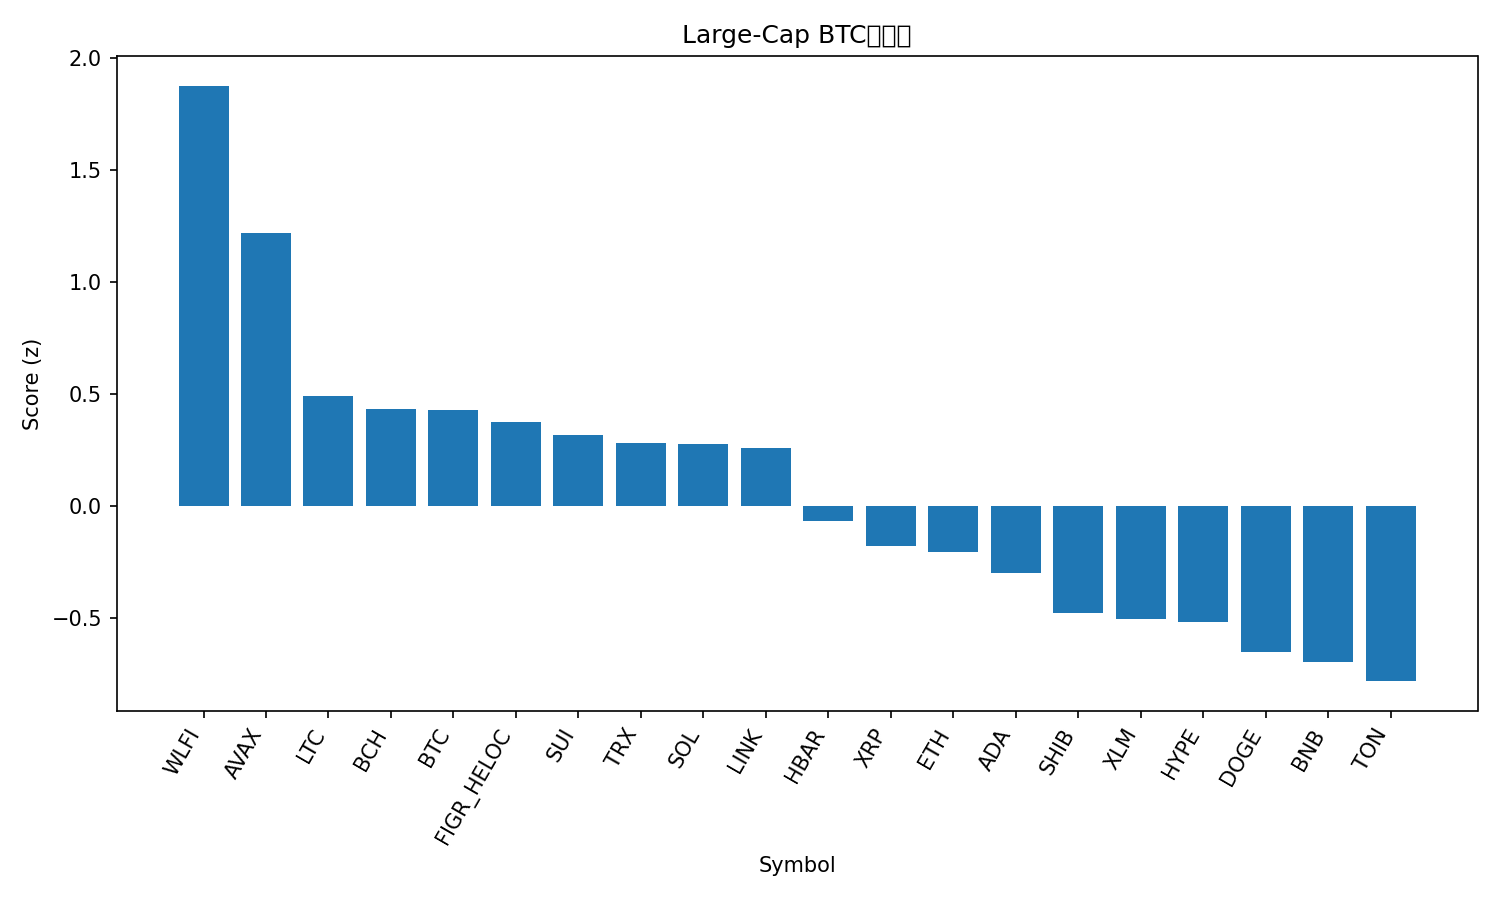 Large-Cap BTC
2.0
1.5
1.0
0.5
0.0
−0.5
Score (z)
WLFI
AVAX
LTC
BCH
BTC
FIGR_HELOC
SUI
TRX
SOL
LINK
HBAR
XRP
ETH
ADA
SHIB
XLM
HYPE
DOGE
BNB
TON
Symbol